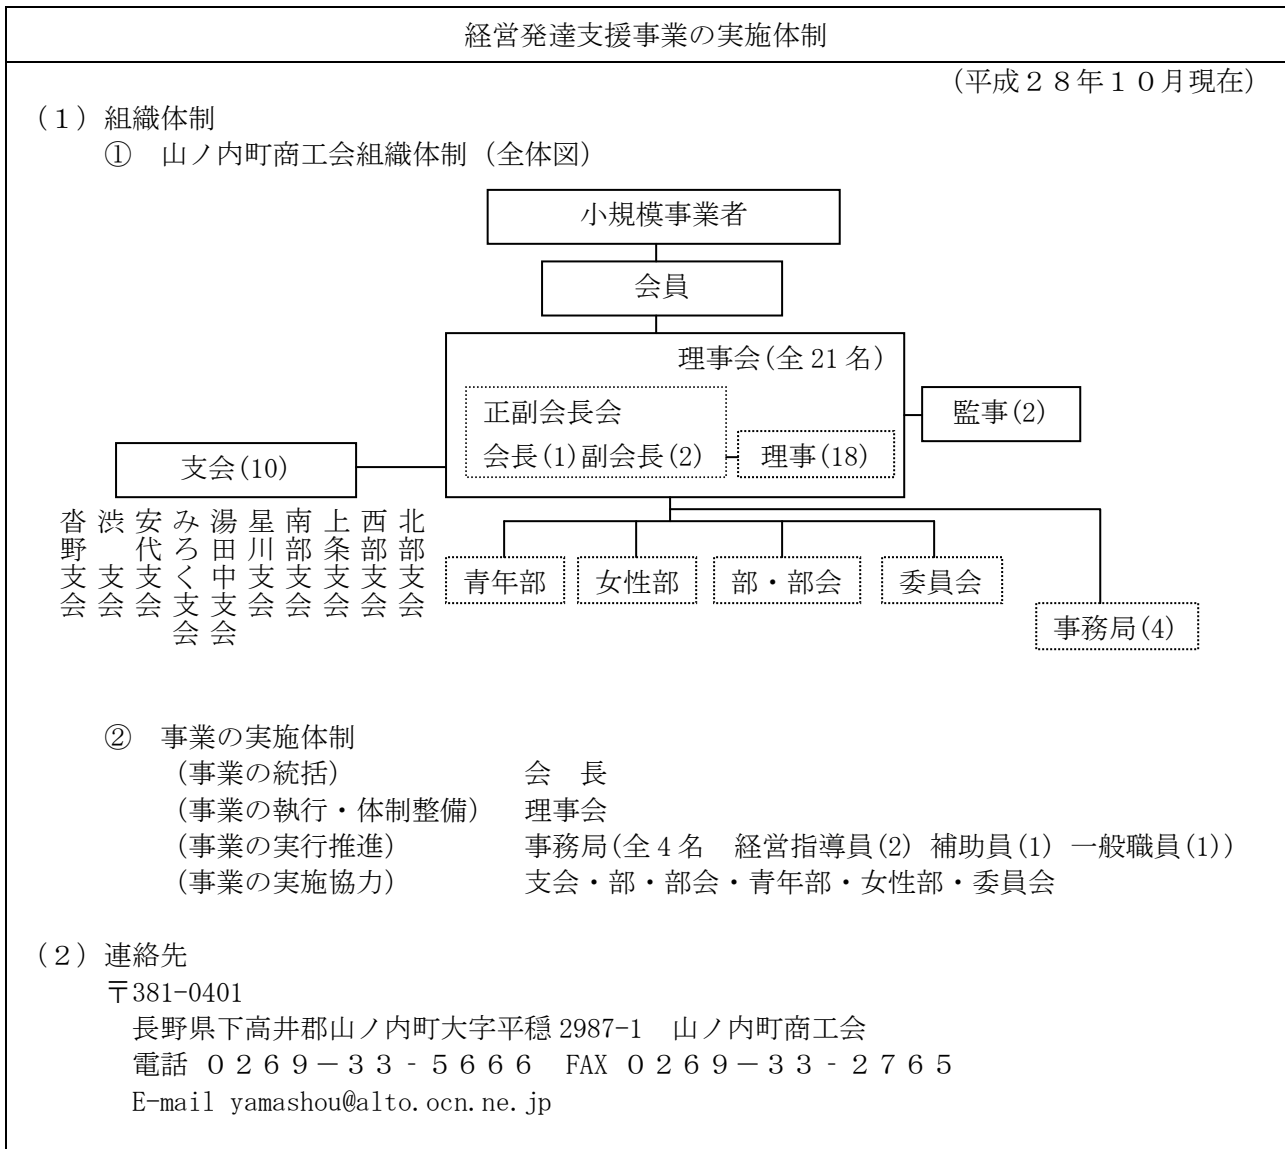 経営発達支援事業の実施体制
(平成28年10月現在)
(1)組織体制
① 山ノ内町商工会組織体制(全体図)
小規模事業者
会員
理事会(全21名)
正副会長会
会長(1)副会長(2)
理事(18)
監事(2)
支会(10)
沓野支会
渋 支会
安代支会
みろく支会
湯田中支会
星川支会
南部支会
上条支会
西部支会
北部支会
青年部
女性部
部・部会
委員会
事務局(4)
② 事業の実施体制
(事業の統括) 会 長
(事業の執行・体制整備) 理事会
(事業の実行推進) 事務局(全4名 経営指導員(2) 補助員(1) 一般職員(1))
(事業の実施協力) 支会・部・部会・青年部・女性部・委員会
(2)連絡先
〒381-0401
長野県下高井郡山ノ内町大字平穏2987-1 山ノ内町商工会
電話 0269-33-5666 FAX 0269-33-2765
E-mail yamashou@alto.ocn.ne.jp